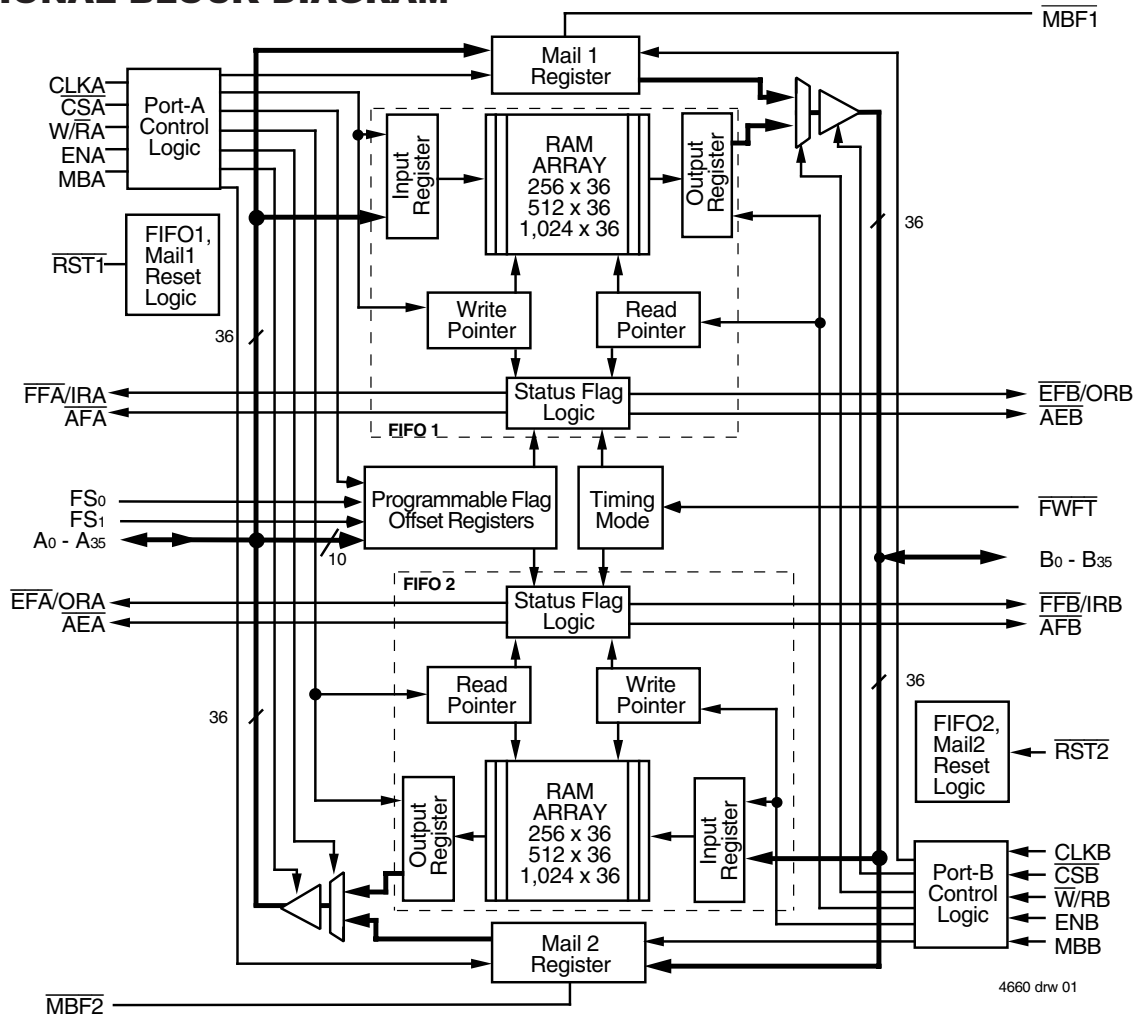 IONAL BLOCK DIAGRAM
MBF1
Mail 1
Register
CLKA
CSA
W/RA
ENA
MBA
Port-A
Control
Logic
RAM
ARRAY
256 x 36
512 x 36
1,024 x 36
Input
Register
Output
Register
36
RST1
FIFO1,
Mail1
Reset
Logic
Write
Pointer
Read
Pointer
36
FFA/IRA
AFA
Status Flag
Logic
EFB/ORB
AEB
FIFO 1
FS0
FS1
A0 - A35
Programmable Flag
Offset Registers
Timing
Mode
FWFT
10
B0 - B35
FIFO 2
EFA/ORA
AEA
Status Flag
Logic
FFB/IRB
AFB
Read
Pointer
Write
Pointer
36
36
FIFO2,
Mail2
Reset
Logic
RST2
Output
Register
RAM
ARRAY
256 x 36
512 x 36
1,024 x 36
Input
Register
Port-B
Control
Logic
CLKB
CSB
W/RB
ENB
MBB
Mail 2
Register
MBF2
4660 drw 01